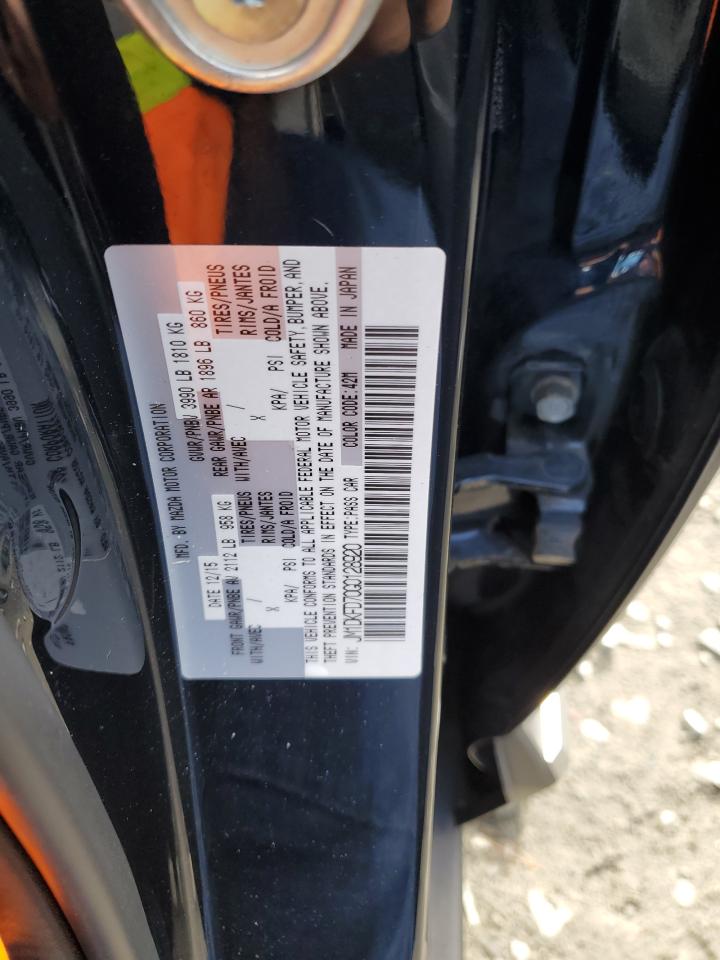 MFD. BY MAZDA MOTOR CORPORATION
DATE 12/15 GVWR/PNBV 3990 LB 1810 KG
FRONT GAWR/PNBE AV 2112 LB 958 KG REAR GAWR/PNBE AR 1896 LB 860 KG
WITH/AVEC / TIRES/PNEUS WITH/AVEC / TIRES/PNEUS
X RIMS/JANTES X RIMS/JANTES
KPA/ PSI COLD/A FROID KPA/ PSI COLD/A FROID
THIS VEHICLE CONFORMS TO ALL APPLICABLE FEDERAL MOTOR VEHICLE SAFETY, BUMPER, AND
THEFT PREVENTION STANDARDS IN EFFECT ON THE DATE OF MANUFACTURE SHOWN ABOVE.
VIN: JM1DKFD70G0128920 TYPE:PASS CAR COLOR CODE:42M MADE IN JAPAN